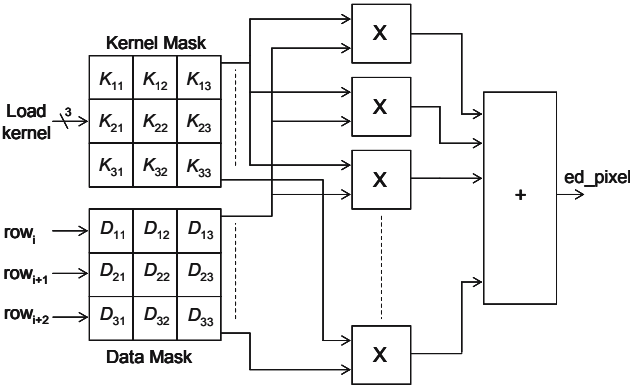 Kernel Mask
K11 K12 K13
K21 K22 K23
K31 K32 K33
Load
kernel
3
D11 D12 D13
D21 D22 D23
D31 D32 D33
Data Mask
rowi
rowi+1
rowi+2
X
X
X
X
+
ed_pixel